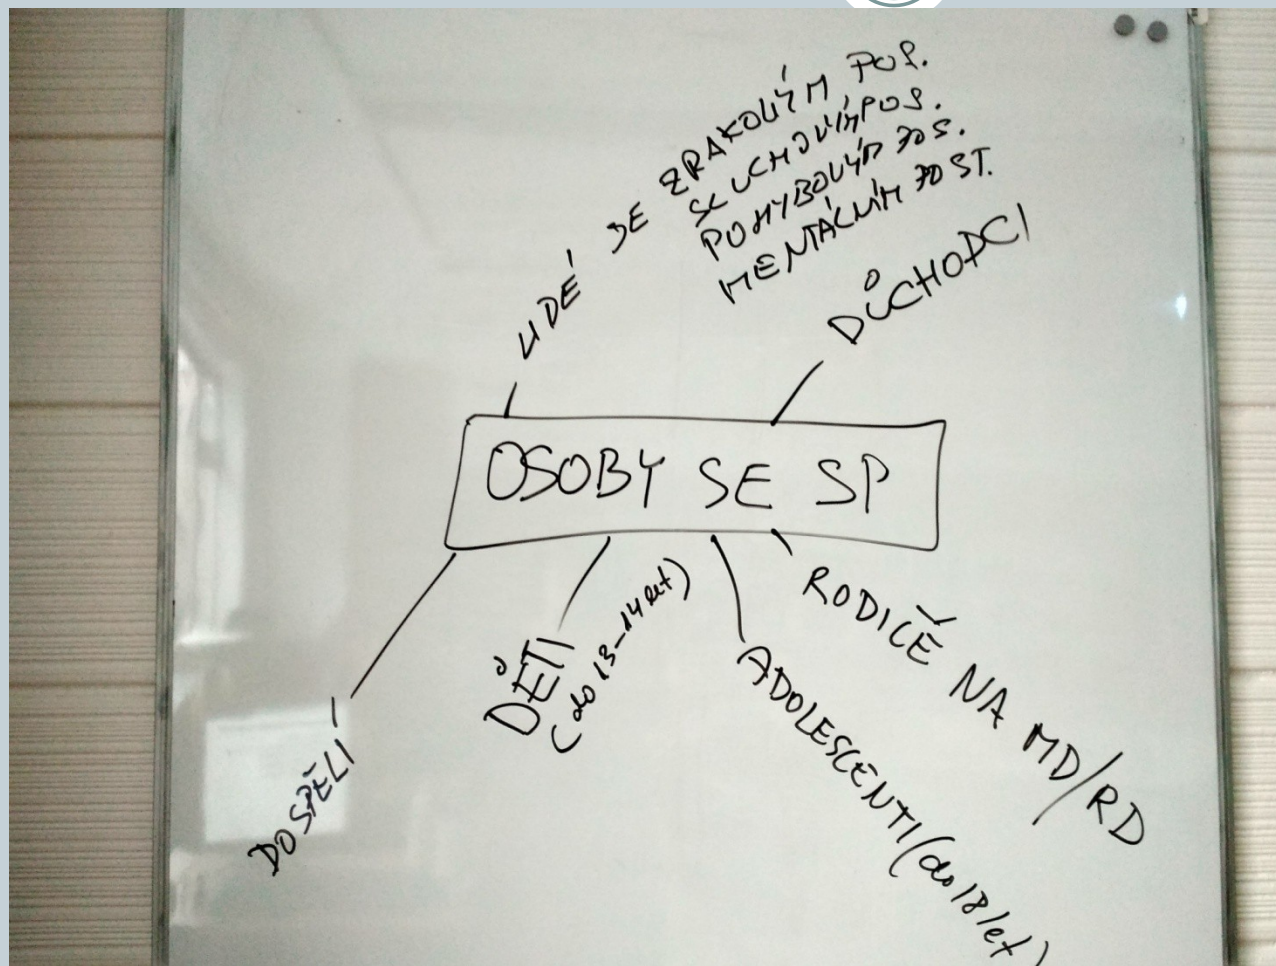 LIDÉ SE ZRAKOVÝM POS.
SLUCHOVÝM POS.
POHYBOVÝM POS.
MENTÁLNÍM POST.
DŮCHODCI
OSOBY SE SP
DOSPĚLÍ
DĚTI
(do 13-14 let)
ADOLESCENTI (do 18 let)
RODIČE NA MD/RD